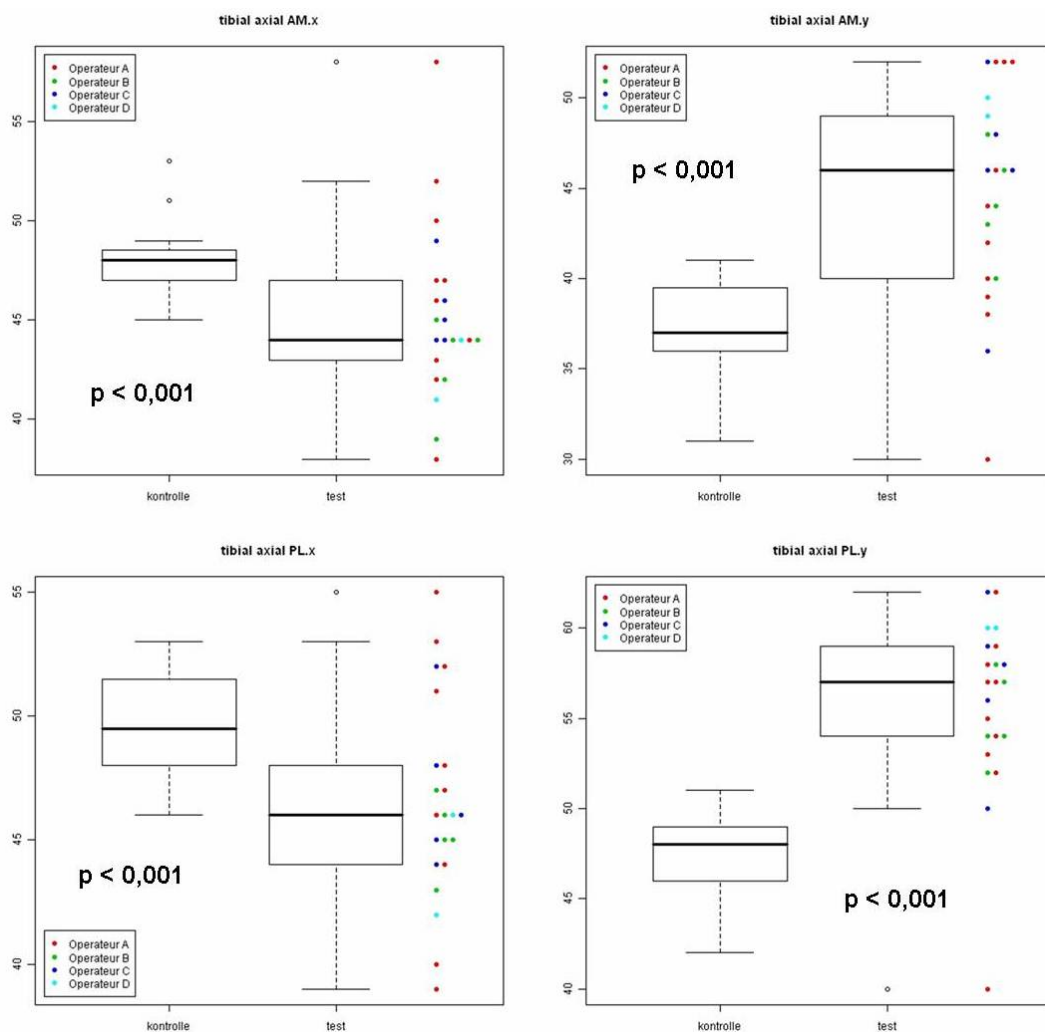 tibial axial AM.x
Operateur A
Operateur B
Operateur C
Operateur D
55
50
45
40
p < 0,001
kontrolle
test
tibial axial AM.y
Operateur A
Operateur B
Operateur C
Operateur D
50
45
40
35
30
p < 0,001
kontrolle
test
tibial axial PL.x
55
50
45
40
p < 0,001
Operateur A
Operateur B
Operateur C
Operateur D
kontrolle
test
tibial axial PL.y
Operateur A
Operateur B
Operateur C
Operateur D
60
55
50
45
40
p < 0,001
kontrolle
test